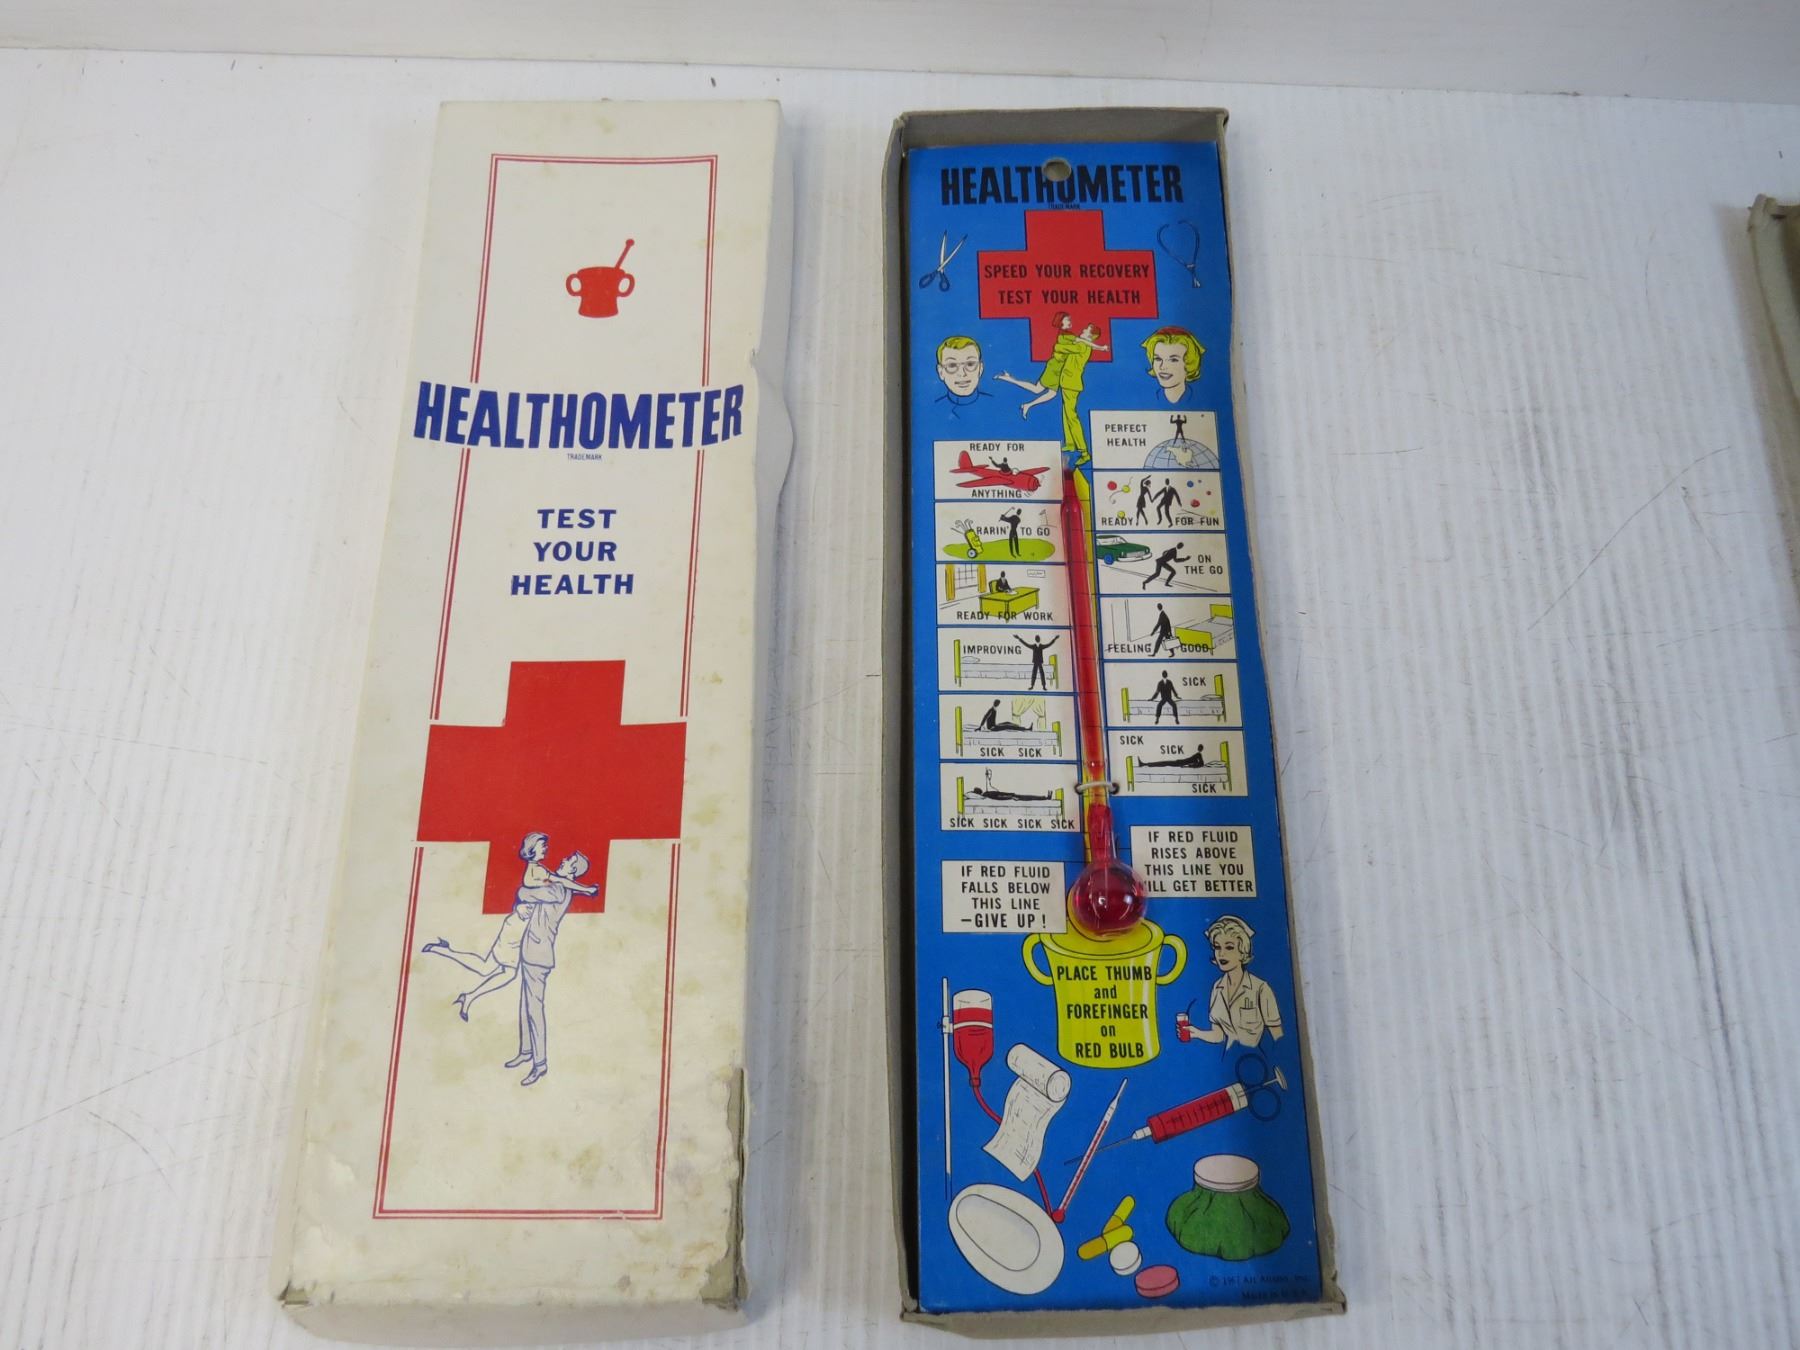 HEALTHOMETER
TRADEMARK
TEST
YOUR
HEALTH
HEALTHOMETER
TRADEMARK
SPEED YOUR RECOVERY
TEST YOUR HEALTH
PERFECT
HEALTH
READY FOR
ANYTHING
READY FOR FUN
RARIN' TO GO
ON
THE GO
READY FOR WORK
FEELING GOOD
IMPROVING
SICK
SICK SICK
SICK
SICK
SICK
SICK SICK SICK SICK
IF RED FLUID
RISES ABOVE
THIS LINE YOU
WILL GET BETTER
IF RED FLUID
FALLS BELOW
THIS LINE
–GIVE UP!
PLACE THUMB
and
FOREFINGER
on
RED BULB
Inc.
Made in U.S.A.